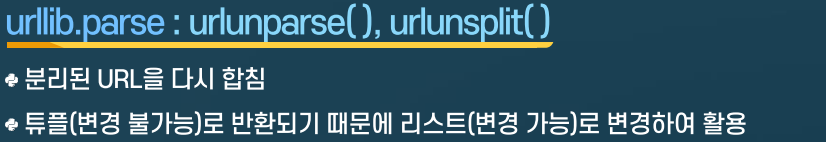 urllib.parse : urlunparse( ), urlunsplit( )
분리된 URL을 다시 합침
튜플(변경 불가능)로 반환되기 때문에 리스트(변경 가능)로 변경하여 활용